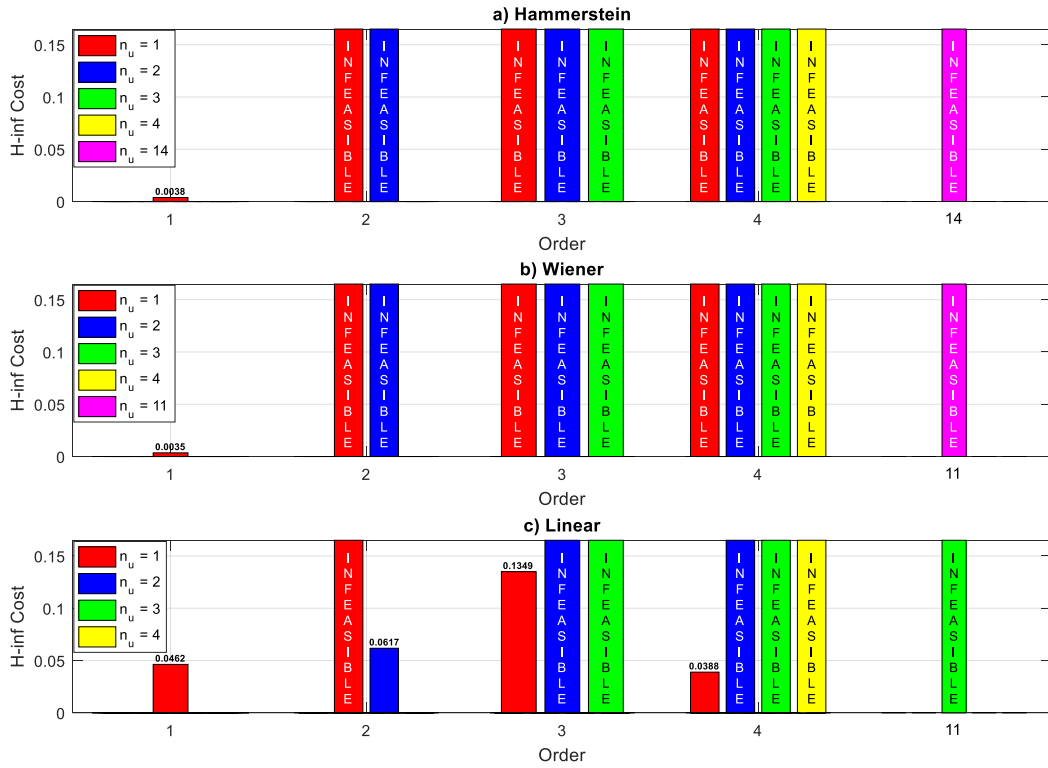 a) Hammerstein
H-inf Cost
0.15
0.1
0.05
0
n_u = 1
n_u = 2
n_u = 3
n_u = 4
n_u = 14
0.0038
INFEASIBLE
INFEASIBLE
INFEASIBLE
INFEASIBLE
INFEASIBLE
INFEASIBLE
INFEASIBLE
INFEASIBLE
INFEASIBLE
INFEASIBLE
1 2 3 4 14
Order
b) Wiener
H-inf Cost
0.15
0.1
0.05
0
n_u = 1
n_u = 2
n_u = 3
n_u = 4
n_u = 11
0.0035
INFEASIBLE
INFEASIBLE
INFEASIBLE
INFEASIBLE
INFEASIBLE
INFEASIBLE
INFEASIBLE
INFEASIBLE
INFEASIBLE
INFEASIBLE
1 2 3 4 11
Order
c) Linear
H-inf Cost
0.15
0.1
0.05
0
n_u = 1
n_u = 2
n_u = 3
n_u = 4
0.0462
INFEASIBLE
0.0617
0.1349
INFEASIBLE
INFEASIBLE
0.0388
INFEASIBLE
INFEASIBLE
INFEASIBLE
INFEASIBLE
1 2 3 4 11
Order